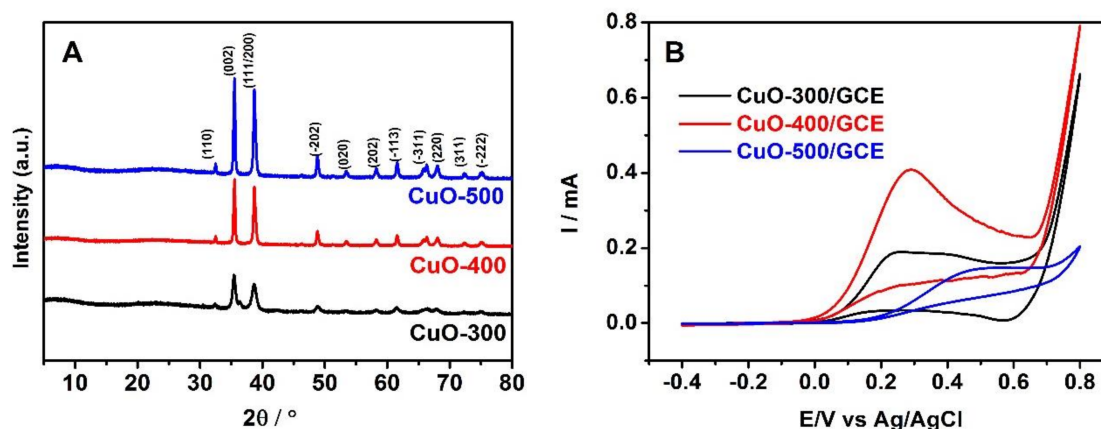 A
(110)
(002)
(111/200)
(-202)
(020)
(202)
(-113)
(-311)
(220)
(311)
(-222)
CuO-500
CuO-400
CuO-300
Intensity (a.u.)
10 20 30 40 50 60 70 80
2θ / °
B
CuO-300/GCE
CuO-400/GCE
CuO-500/GCE
0.8
0.6
0.4
0.2
0.0
I / mA
-0.4 -0.2 0.0 0.2 0.4 0.6 0.8
E/V vs Ag/AgCl